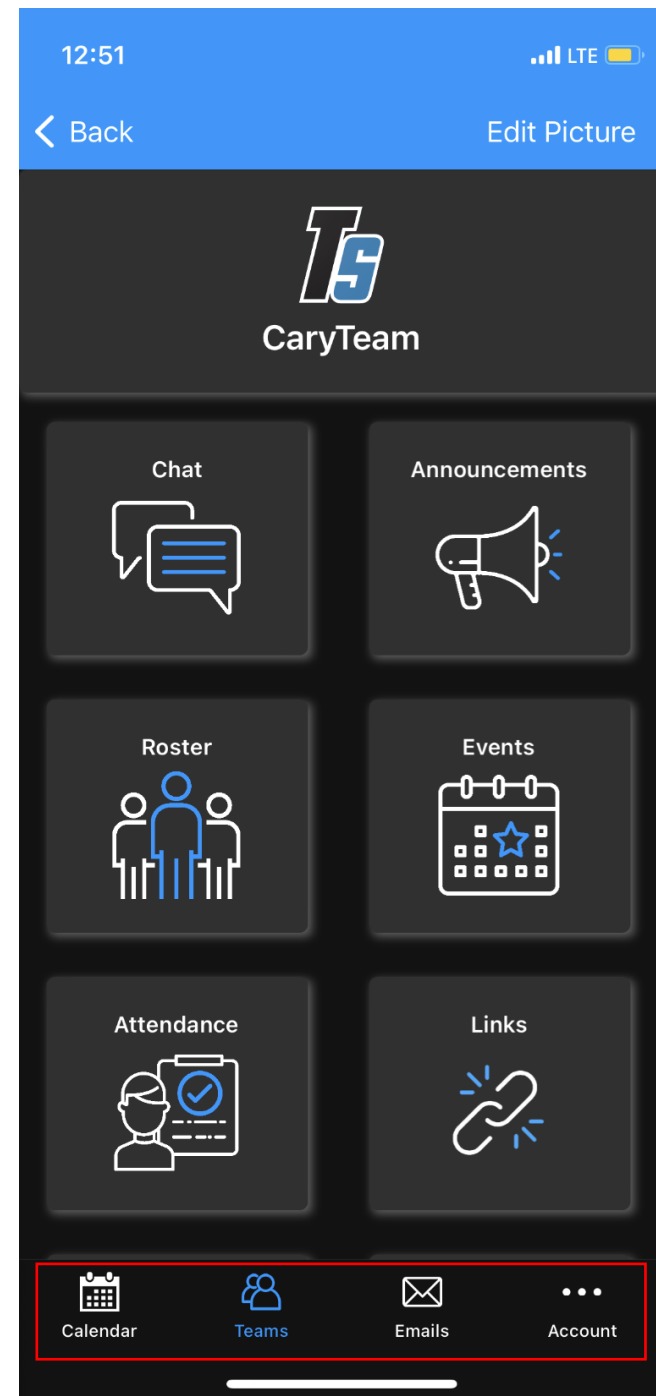 12:51 LTE
Back Edit Picture
TS
CaryTeam
Chat Announcements
Roster Events
Attendance Links
Calendar Teams Emails Account